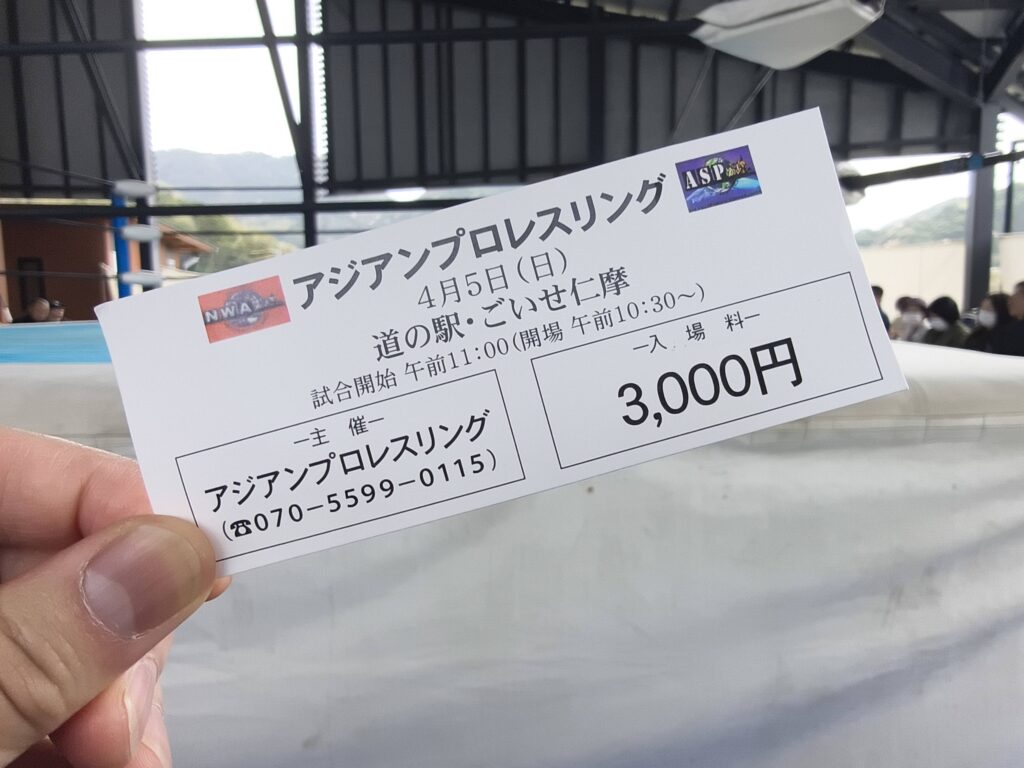 アジアンプロレスリング
ASP
4月5日(日)
NWA
道の駅・ごいせ仁摩
試合開始 午前11:00(開場 午前10:30〜)
―主 催―
アジアンプロレスリング
(☎070-5599-0115)
―入 場 料―
3,000円